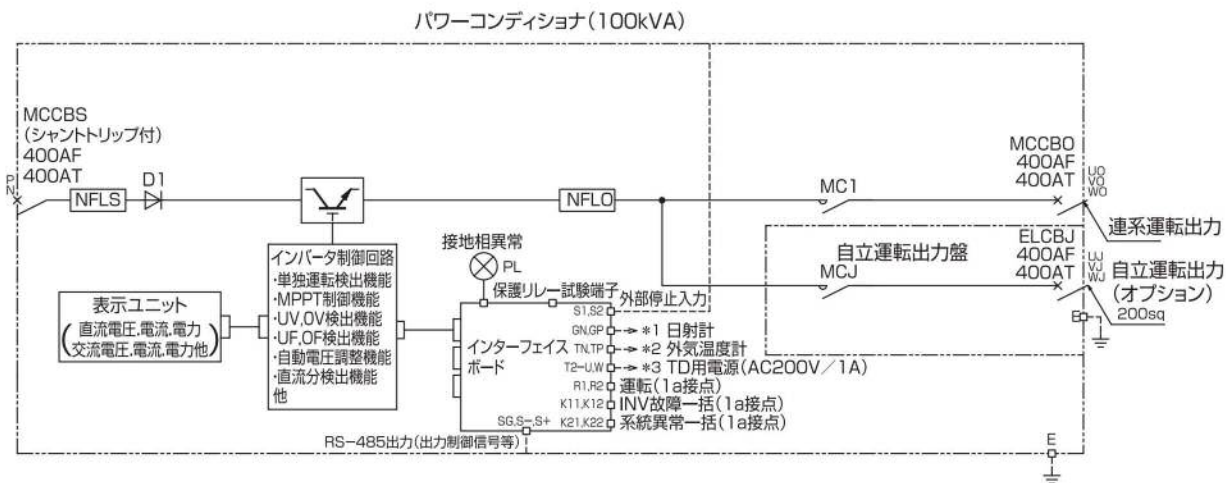 パワーコンディショナ(100kVA)
MCCBS
(シャントトリップ付)
400AF
400AT
P
N
NFLS
D1
NFLO
MC1
MCCBO
400AF
400AT
UO
VO
WO
連系運転出力
自立運転出力盤
MCJ
ELCBJ
400AF
400AT
UJ
VJ
WJ
自立運転出力
(オプション)
200sq
E
接地相異常
PL
保護リレー試験端子
外部停止入力
インバータ制御回路
・単独運転検出機能
・MPPT制御機能
・UV,OV検出機能
・UF,OF検出機能
・自動電圧調整機能
・直流分検出機能
他
表示ユニット
(直流電圧.電流.電力
交流電圧.電流.電力他)
インターフェイス
ボード
S1,S2
GN,GP *1 日射計
TN,TP *2 外気温度計
T2-U,W *3 TD用電源(AC200V/1A)
R1,R2 運転(1a接点)
K11,K12 INV故障一括(1a接点)
K21,K22 系統異常一括(1a接点)
SG,S-,S+
RS-485出力(出力制御信号等)
E